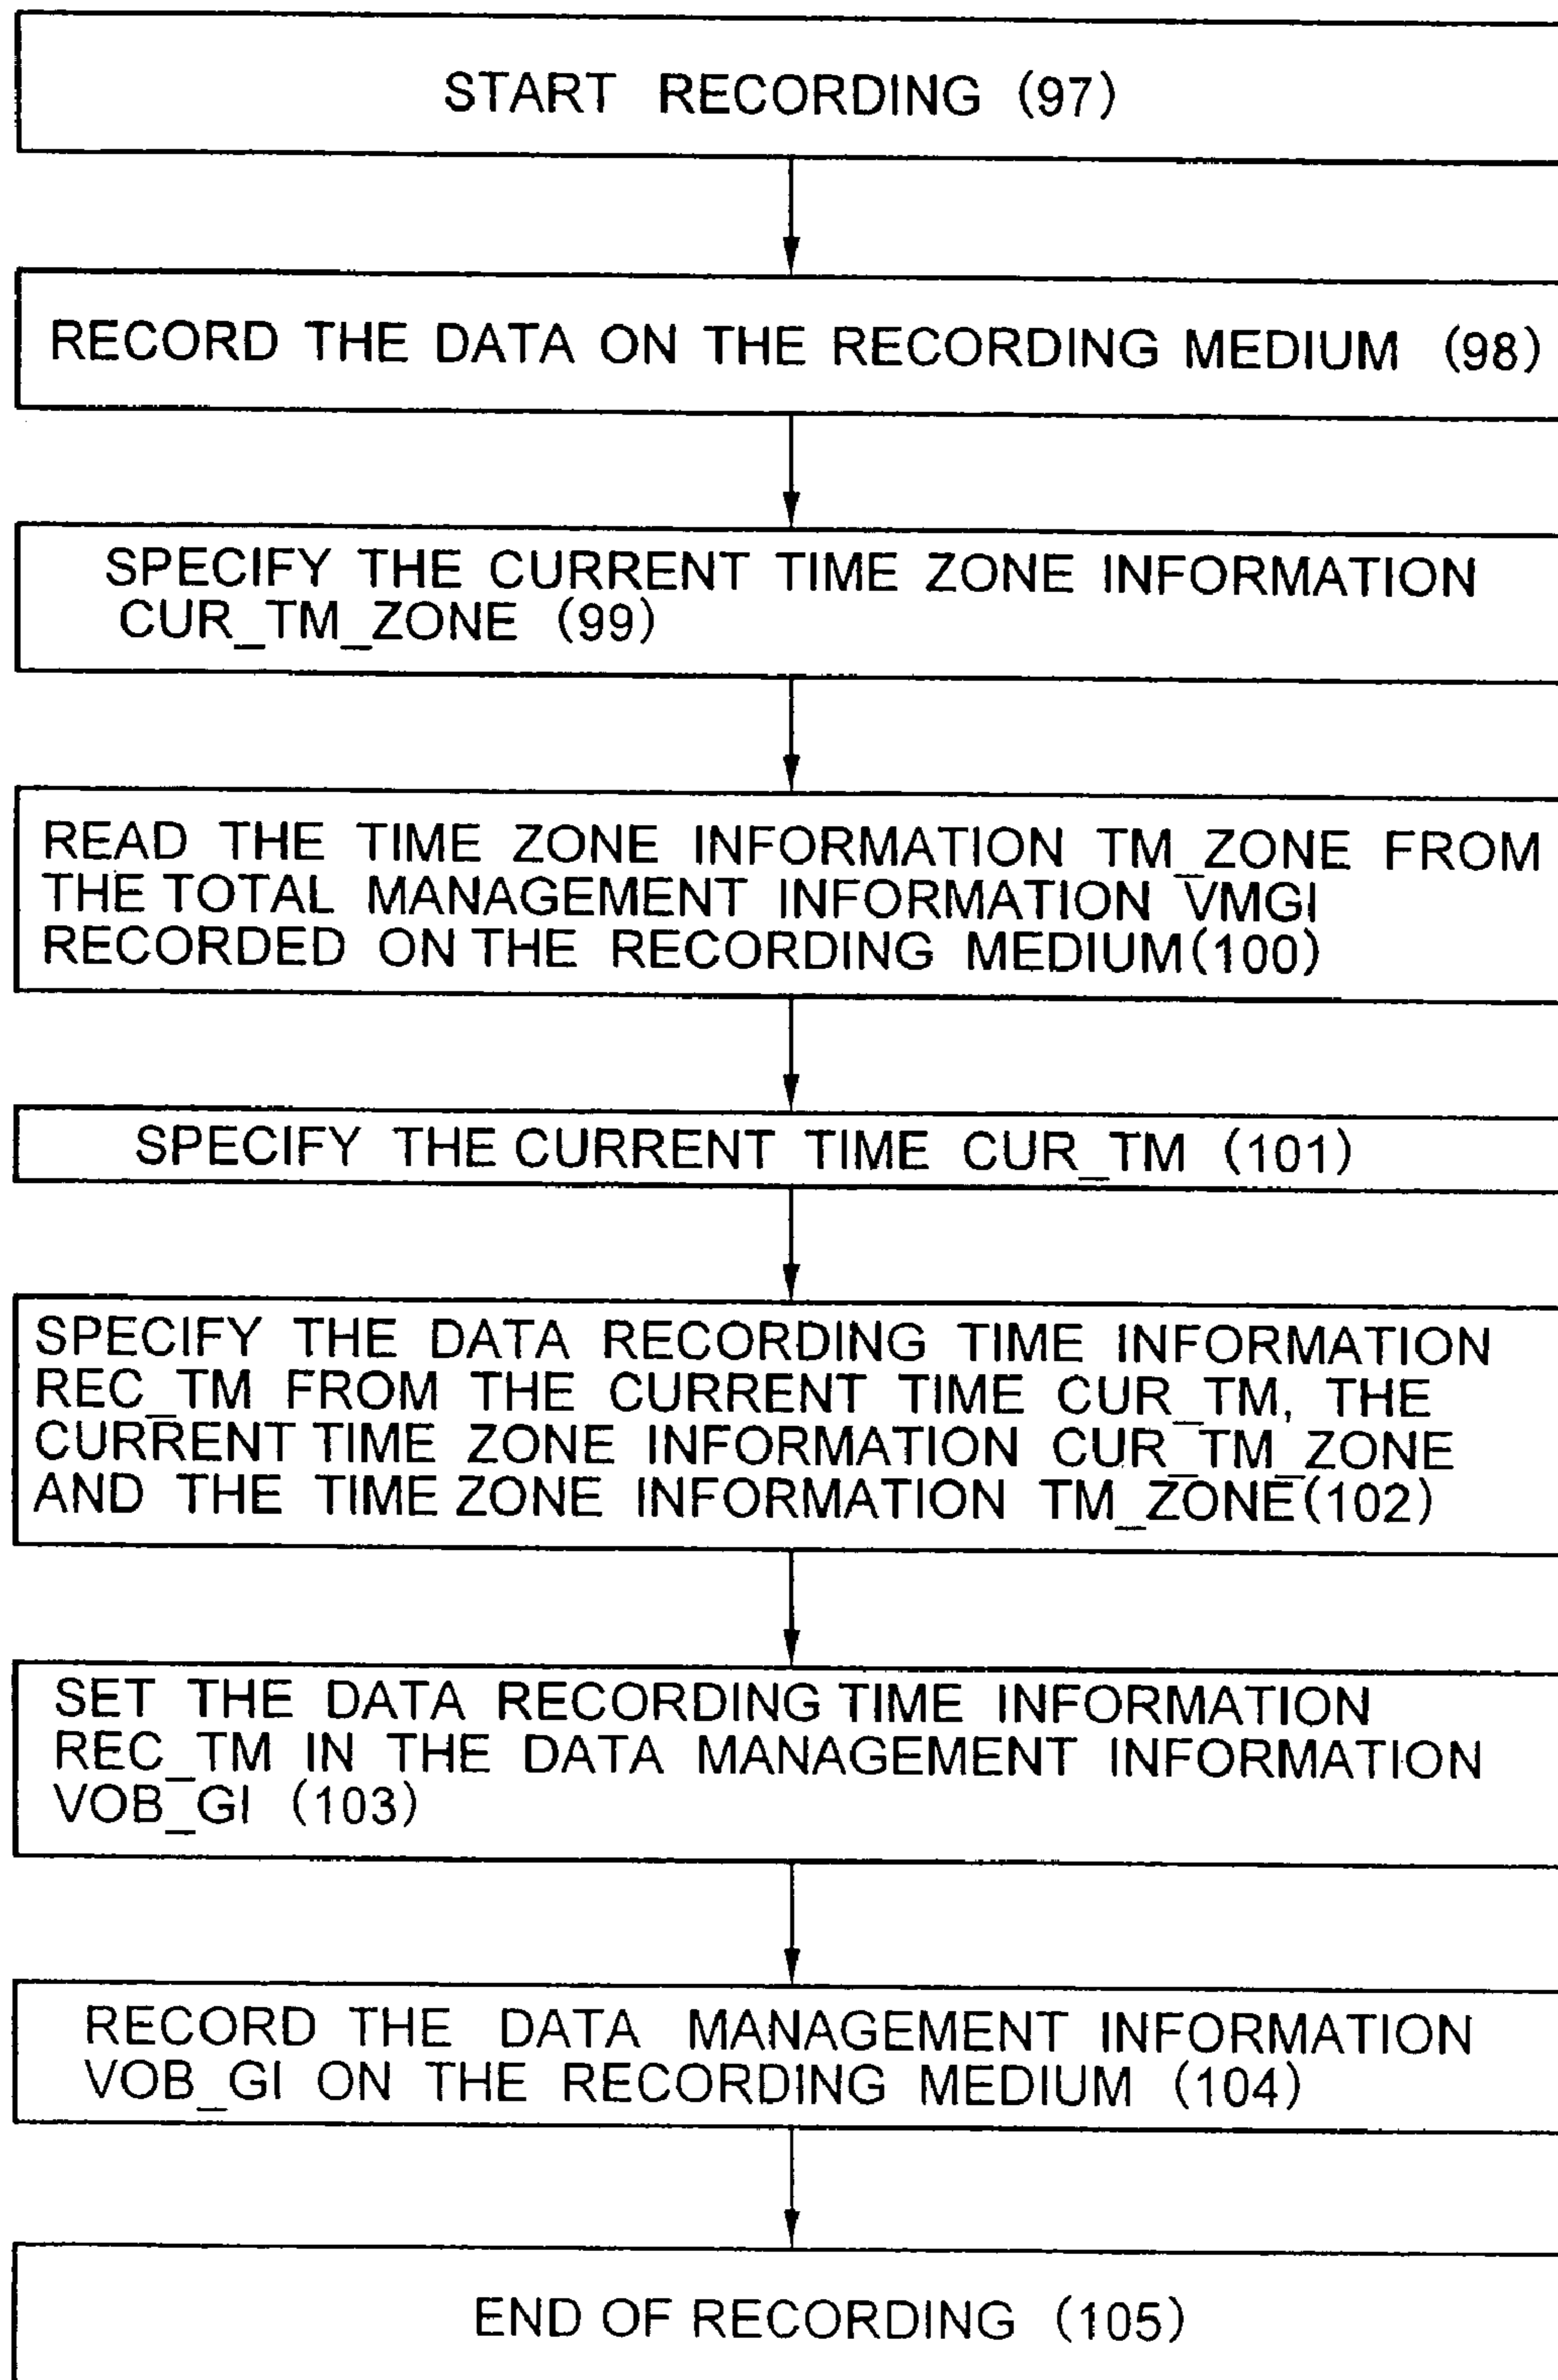 START RECORDING (97)
RECORD THE DATA ON THE RECORDING MEDIUM (98)
SPECIFY THE CURRENT TIME ZONE INFORMATION
CUR_TM_ZONE (99)
READ THE TIME ZONE INFORMATION TM_ZONE FROM
THE TOTAL MANAGEMENT INFORMATION VMGI
RECORDED ON THE RECORDING MEDIUM(100)
SPECIFY THE CURRENT TIME CUR_TM (101)
SPECIFY THE DATA RECORDING TIME INFORMATION
REC_TM FROM THE CURRENT TIME CUR_TM, THE
CURRENT TIME ZONE INFORMATION CUR_TM_ZONE
AND THE TIME ZONE INFORMATION TM_ZONE(102)
SET THE DATA RECORDING TIME INFORMATION
REC_TM IN THE DATA MANAGEMENT INFORMATION
VOB_GI (103)
RECORD THE DATA MANAGEMENT INFORMATION
VOB_GI ON THE RECORDING MEDIUM (104)
END OF RECORDING (105)